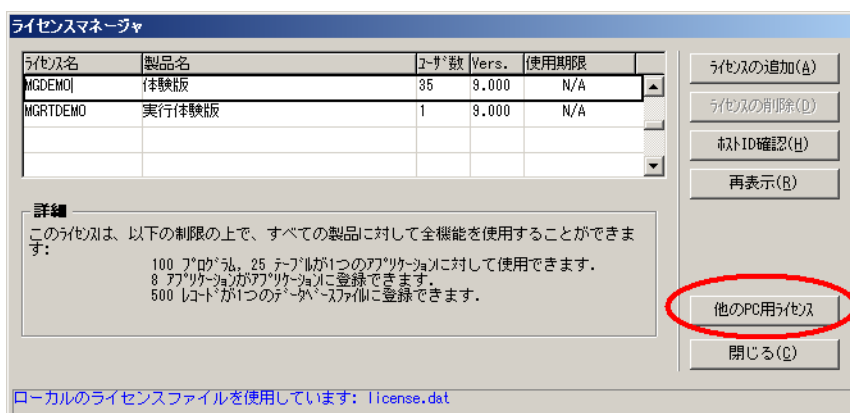 ライセンスマネージャ
ﾗｲｾﾝｽ名 製品名 ﾕｰｻﾞ数 Vers. 使用期限
MGDEMO 体験版 35 9.000 N/A
MGRTDEMO 実行体験版 1 9.000 N/A
ﾗｲｾﾝｽの追加(A)
ﾗｲｾﾝｽの削除(D)
ﾎｽﾄID確認(H)
再表示(R)
詳細
このﾗｲｾﾝｽは、以下の制限の上で、すべての製品に対して全機能を使用することができま
す:
100 ﾌﾟﾛｸﾞﾗﾑ, 25 ﾃｰﾌﾞﾙが1つのｱﾌﾟﾘｹｰｼｮﾝに対して使用できます.
8 ｱﾌﾟﾘｹｰｼｮﾝがｱﾌﾟﾘｹｰｼｮﾝに登録できます.
500 ﾚｺｰﾄﾞが1つのﾃﾞｰﾀﾍﾞｰｽﾌｧｲﾙに登録できます.
他のPC用ﾗｲｾﾝｽ
閉じる(C)
ローカルのライセンスファイルを使用しています: license.dat